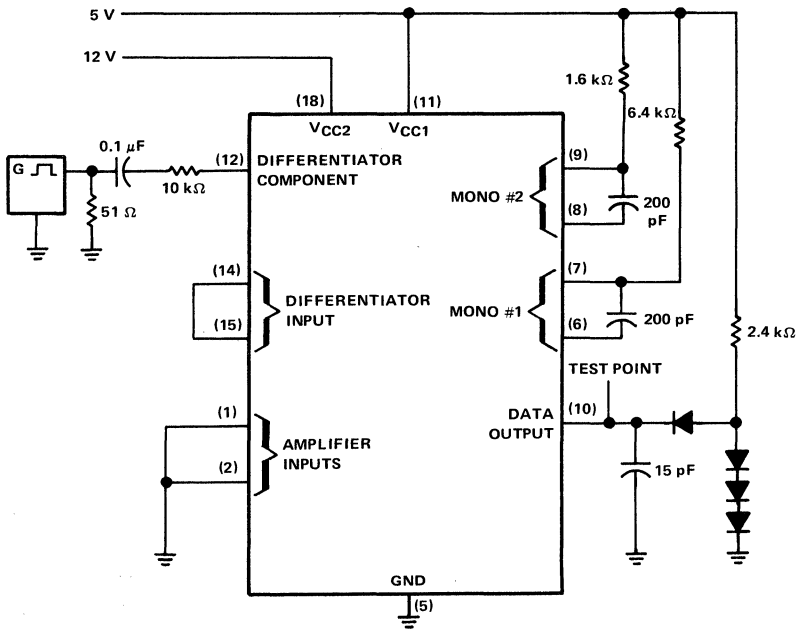 5 V
12 V
(18)
(11)
VCC2
VCC1
1.6 kΩ
6.4 kΩ
0.1 μF
G
10 kΩ
51 Ω
(12)
DIFFERENTIATOR
COMPONENT
(9)
MONO #2
(8)
200
pF
(14)
DIFFERENTIATOR
INPUT
(15)
(7)
MONO #1
(6)
200 pF
2.4 kΩ
TEST POINT
(1)
AMPLIFIER
INPUTS
(2)
DATA
OUTPUT
(10)
15 pF
GND
(5)